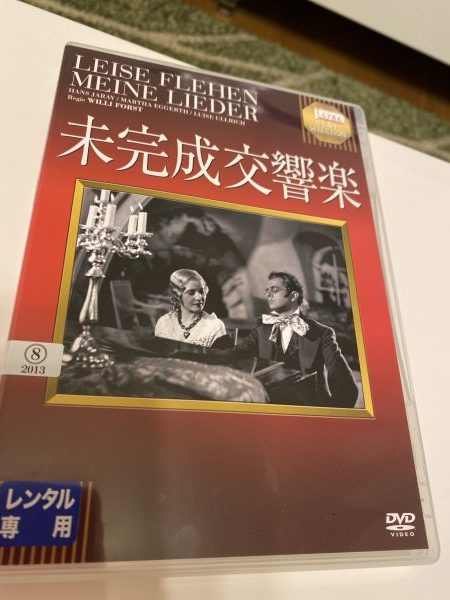 LEISE FLEHEN
MEINE LIEDER
HANS JARAY / MARTHA EGGERTH / LUISE ULLRICH
Regie WILLI FORST
SELECTION
未完成交響楽
⑧
2013
レンタル
専用
DVD
VIDEO